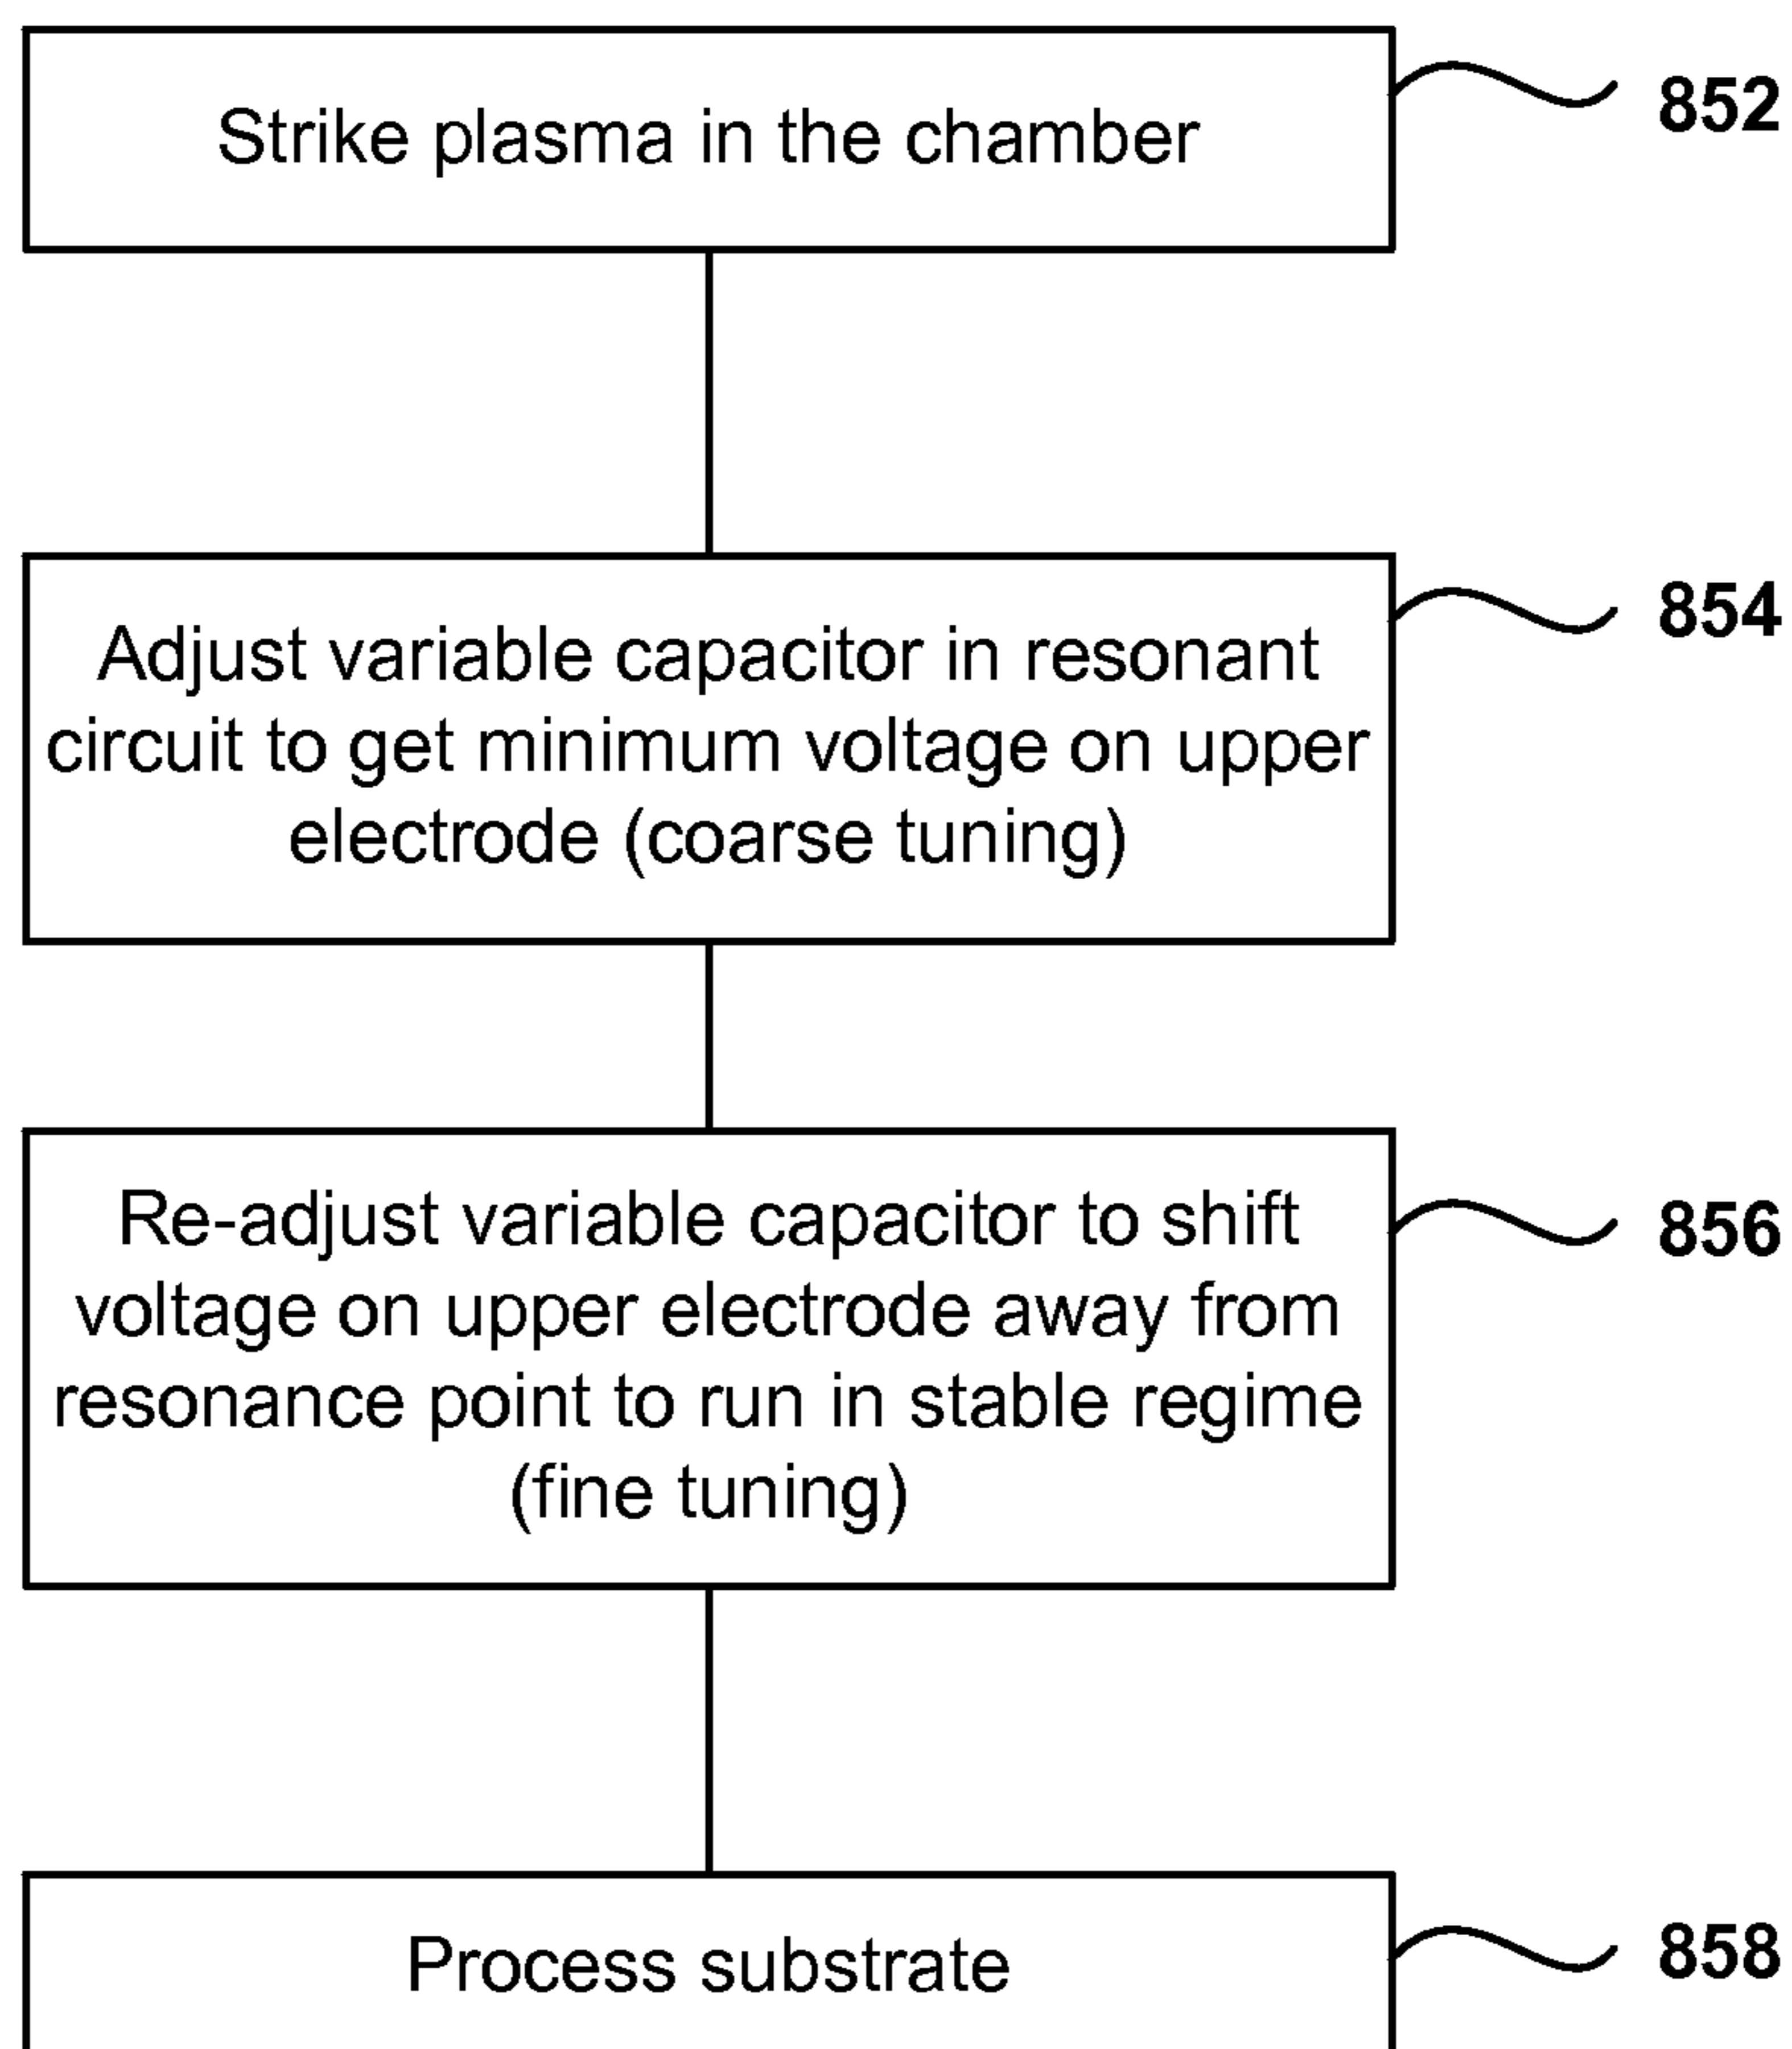 Strike plasma in the chamber
852
Adjust variable capacitor in resonant
circuit to get minimum voltage on upper
electrode (coarse tuning)
854
Re-adjust variable capacitor to shift
voltage on upper electrode away from
resonance point to run in stable regime
(fine tuning)
856
Process substrate
858